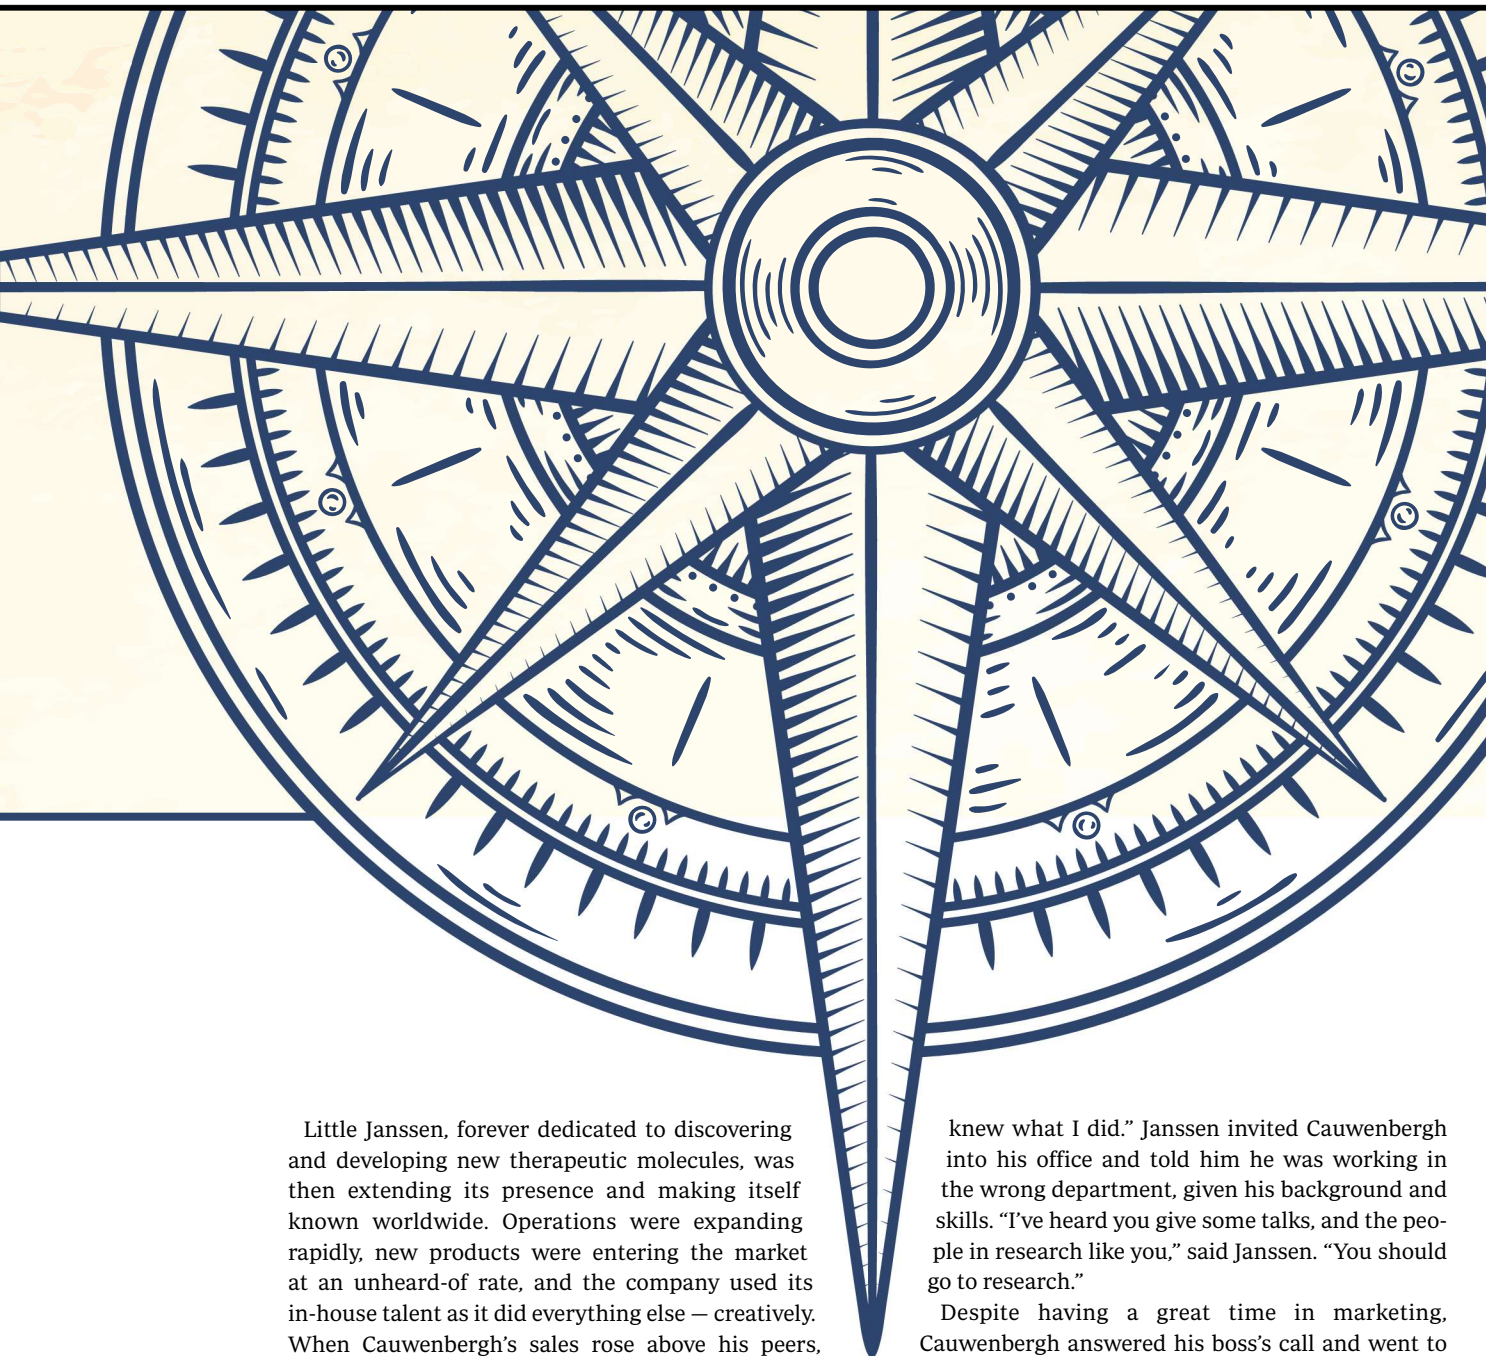 Little Janssen, forever dedicated to discovering
and developing new therapeutic molecules, was
then extending its presence and making itself
known worldwide. Operations were expanding
rapidly, new products were entering the market
at an unheard-of rate, and the company used its
in-house talent as it did everything else — creatively.
When Cauwenbergh’s sales rose above his peers,
knew what I did.” Janssen invited Cauwenbergh
into his office and told him he was working in
the wrong department, given his background and
skills. “I’ve heard you give some talks, and the peo-
ple in research like you,” said Janssen. “You should
go to research.”
Despite having a great time in marketing,
Cauwenbergh answered his boss’s call and went to